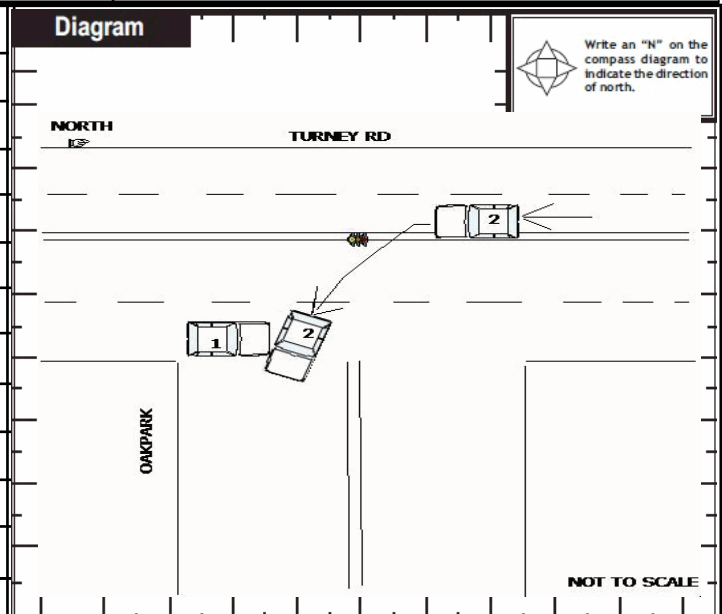 Diagram
Write an “N” on the
compass diagram to
indicate the direction
of north.
NORTH
TURNEY RD
2
1
2
OAKPARK
NOT TO SCALE